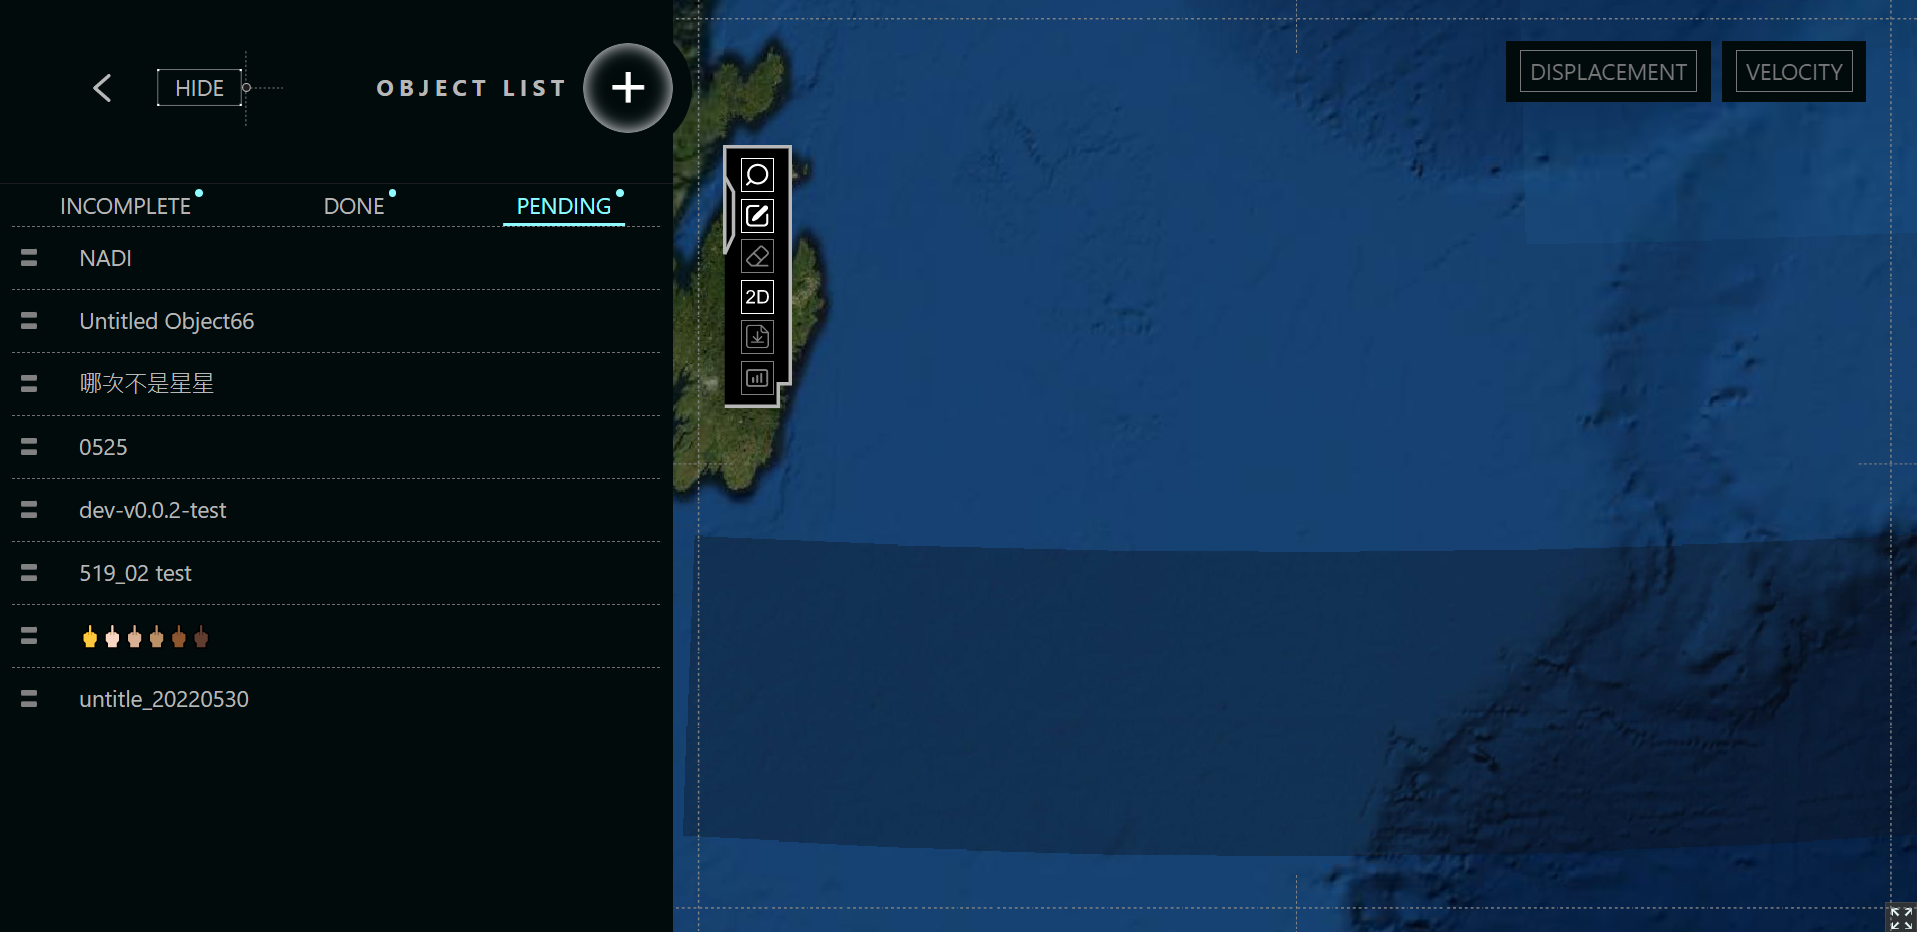 HIDE
OBJECT LIST
DISPLACEMENT
VELOCITY
INCOMPLETE
DONE
PENDING
NADI
Untitled Object66
哪次不是星星
0525
dev-v0.0.2-test
519_02 test
🖕🖕🏻🖕🏼🖕🏽🖕🏾🖕🏿
untitle_20220530
2D